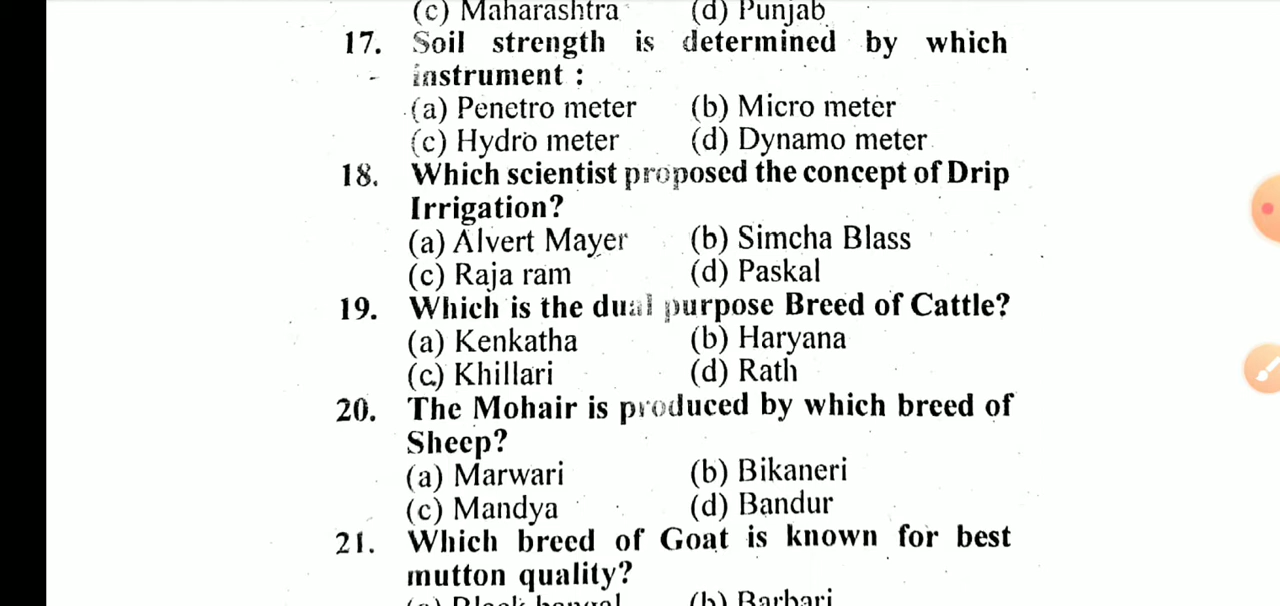 (c) Maharashtra (d) Punjab
17. Soil strength is determined by which
instrument :
(a) Penetro meter (b) Micro meter
(c) Hydro meter (d) Dynamo meter
18. Which scientist proposed the concept of Drip
Irrigation?
(a) Alvert Mayer (b) Simcha Blass
(c) Raja ram (d) Paskal
19. Which is the dual purpose Breed of Cattle?
(a) Kenkatha (b) Haryana
(c) Khillari (d) Rath
20. The Mohair is produced by which breed of
Sheep?
(a) Marwari (b) Bikaneri
(c) Mandya (d) Bandur
21. Which breed of Goat is known for best
mutton quality?
(a) Black bengal (b) Barbari